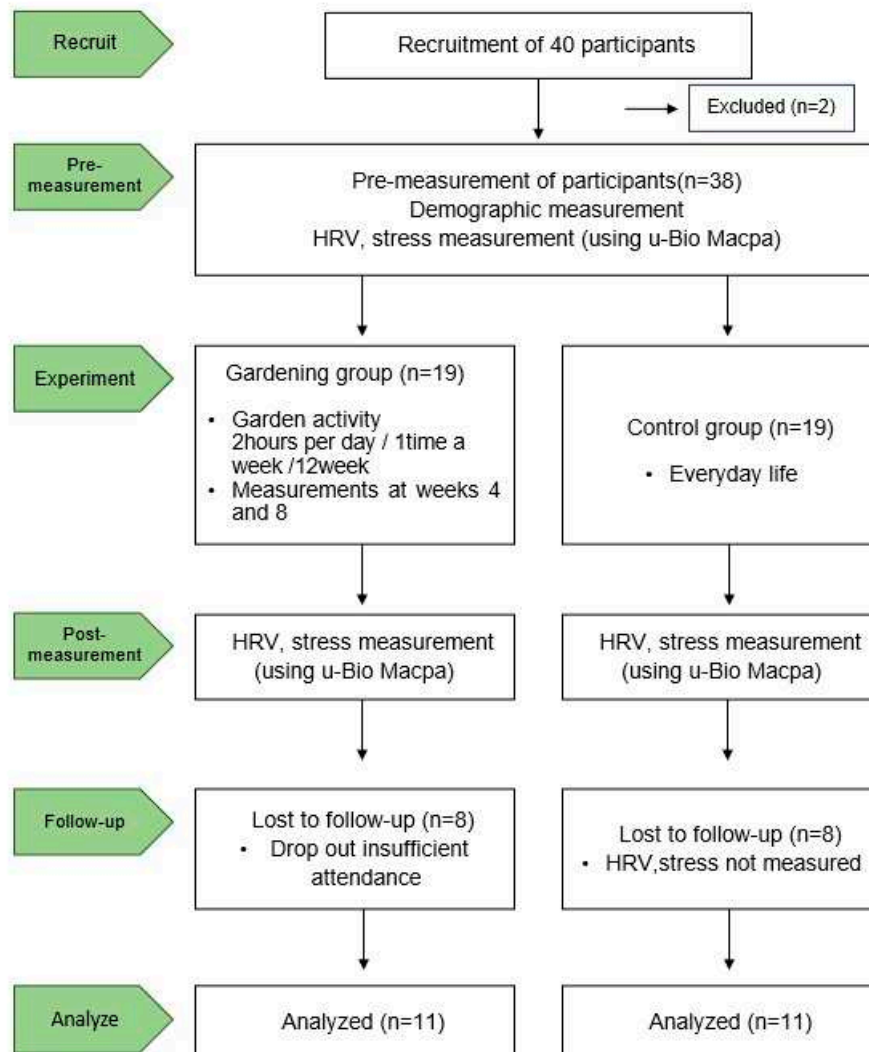 Recruit
Recruitment of 40 participants
Excluded (n=2)
Pre-
measurement
Pre-measurement of participants(n=38)
Demographic measurement
HRV, stress measurement (using u-Bio Macpa)
Experiment
Gardening group (n=19)
• Garden activity
2hours per day / 1time a
week /12week
• Measurements at weeks 4
and 8
Control group (n=19)
• Everyday life
Post-
measurement
HRV, stress measurement
(using u-Bio Macpa)
HRV, stress measurement
(using u-Bio Macpa)
Follow-up
Lost to follow-up (n=8)
• Drop out insufficient
attendance
Lost to follow-up (n=8)
• HRV,stress not measured
Analyze
Analyzed (n=11)
Analyzed (n=11)